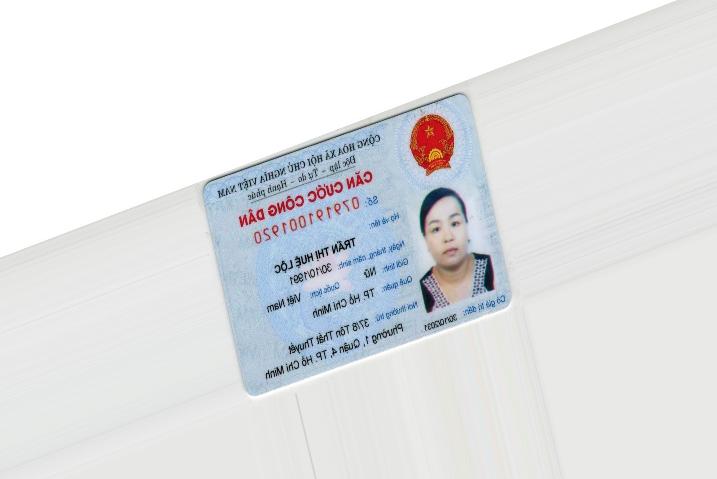 CỘNG HÒA XÃ HỘI CHỦ NGHĨA VIỆT NAM
Độc lập - Tự do - Hạnh phúc
CĂN CƯỚC CÔNG DÂN
Số: 079191001920
Họ và tên:
TRẦN THỊ HUỆ LỘC
Ngày, tháng, năm sinh: 30/10/1991
Giới tính: Nữ Quốc tịch: Việt Nam
Quê quán: TP. Hồ Chí Minh
Nơi thường trú: 37/8 Tôn Thất Thuyết
Phường 1, Quận 4, TP. Hồ Chí Minh
Có giá trị đến: 30/10/2031